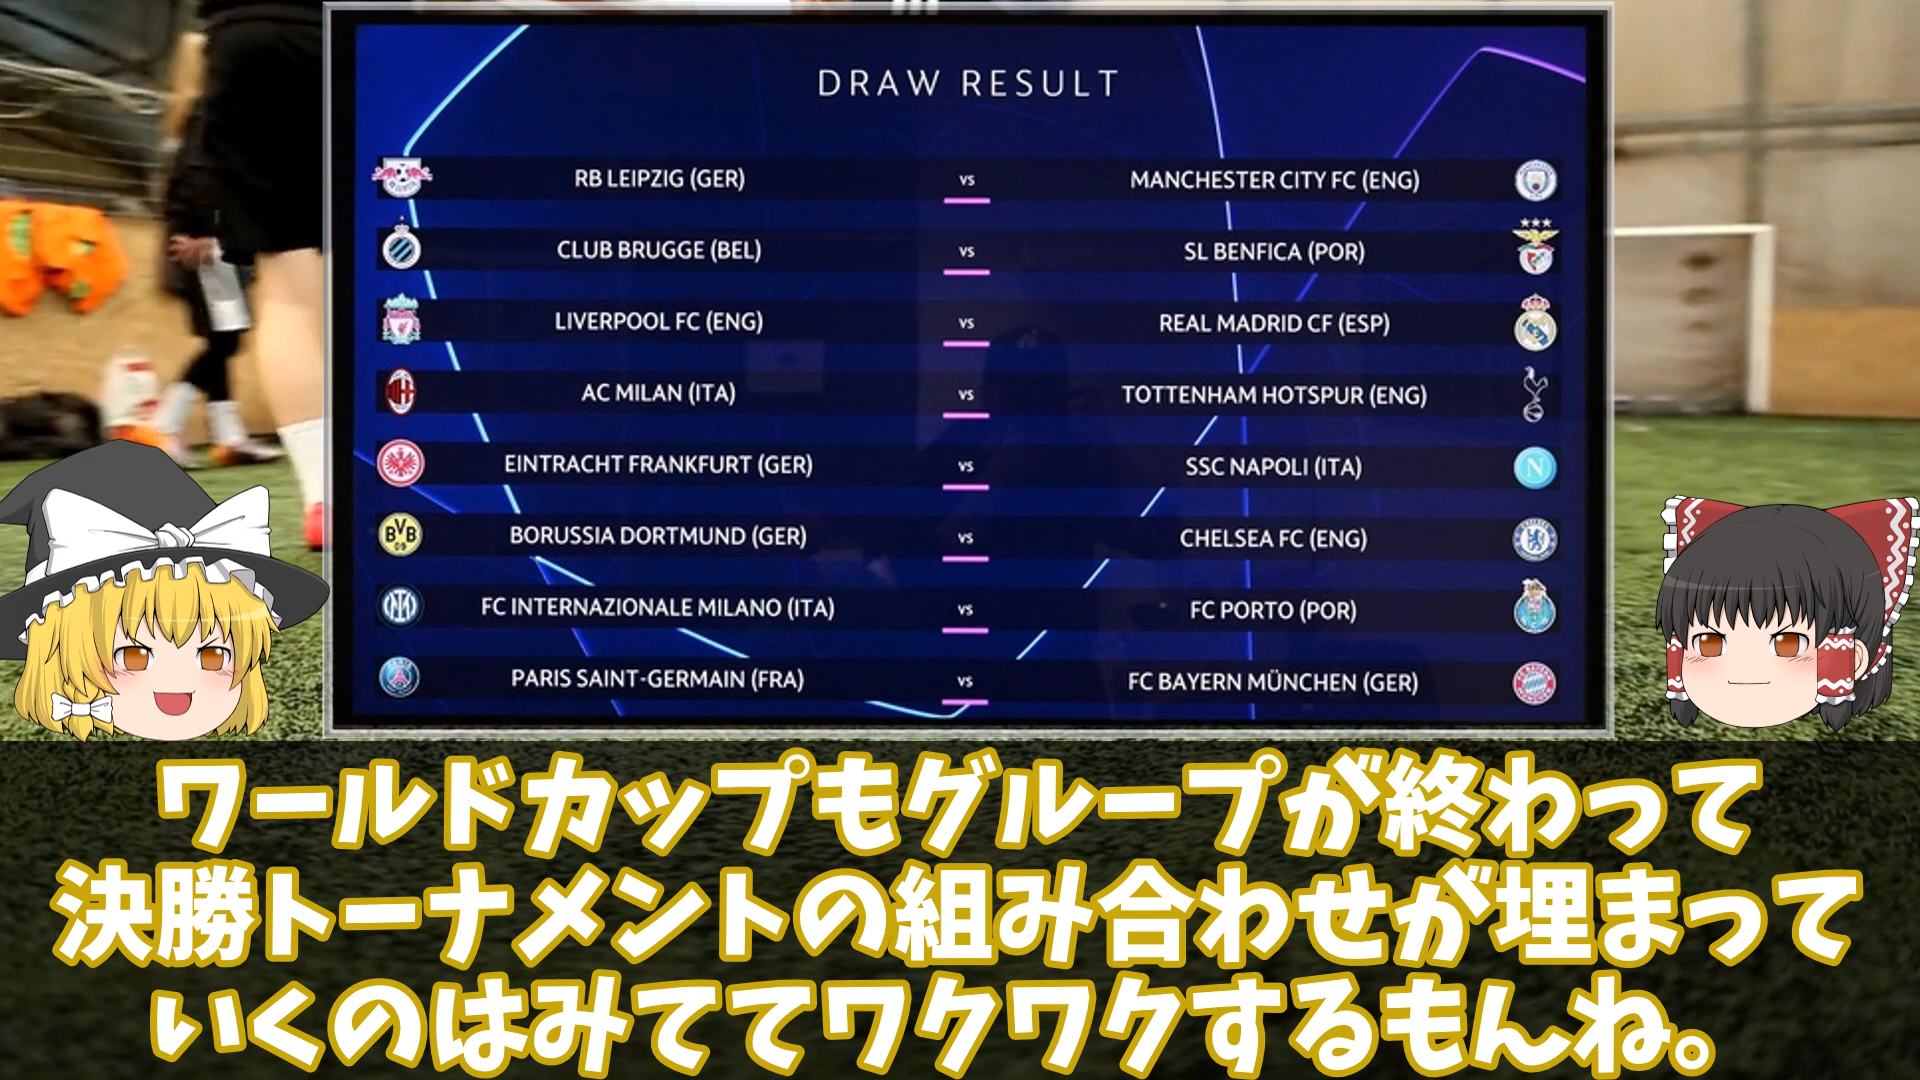 DRAW RESULT
RB LEIPZIG (GER) vs MANCHESTER CITY FC (ENG)
CLUB BRUGGE (BEL) vs SL BENFICA (POR)
LIVERPOOL FC (ENG) vs REAL MADRID CF (ESP)
AC MILAN (ITA) vs TOTTENHAM HOTSPUR (ENG)
EINTRACHT FRANKFURT (GER) vs SSC NAPOLI (ITA) N
BVB 09 BORUSSIA DORTMUND (GER) vs CHELSEA FC (ENG)
FC INTERNAZIONALE MILANO (ITA) vs FC PORTO (POR)
PARIS SAINT-GERMAIN (FRA) vs FC BAYERN MÜNCHEN (GER)
ワールドカップもグループが終わって
決勝トーナメントの組み合わせが埋まって
いくのはみててワクワクするもんね。